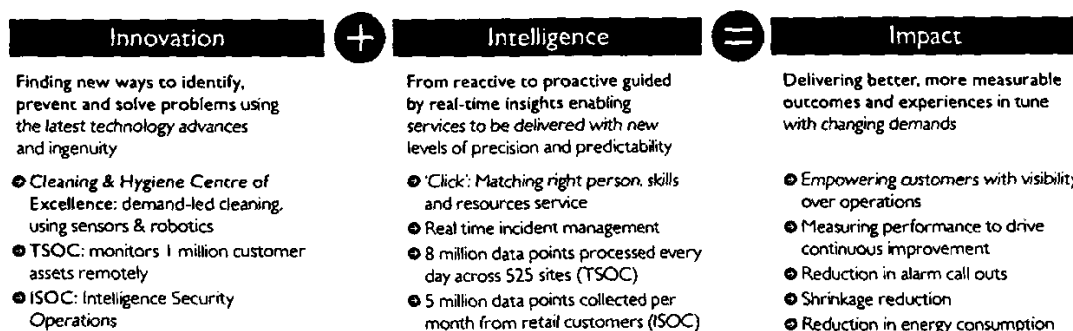 Innovation
+
Intelligence
=
Impact
Finding new ways to identify,
prevent and solve problems using
the latest technology advances
and ingenuity
Cleaning & Hygiene Centre of
Excellence: demand-led cleaning,
using sensors & robotics
TSOC: monitors 1 million customer
assets remotely
ISOC: Intelligence Security
Operations
From reactive to proactive guided
by real-time insights enabling
services to be delivered with new
levels of precision and predictability
'Click': Matching right person, skills
and resources service
Real time incident management
8 million data points processed every
day across 525 sites (TSOC)
5 million data points collected per
month from retail customers (ISOC)
Delivering better, more measurable
outcomes and experiences in tune
with changing demands
Empowering customers with visibility
over operations
Measuring performance to drive
continuous improvement
Reduction in alarm call outs
Shrinkage reduction
Reduction in energy consumption